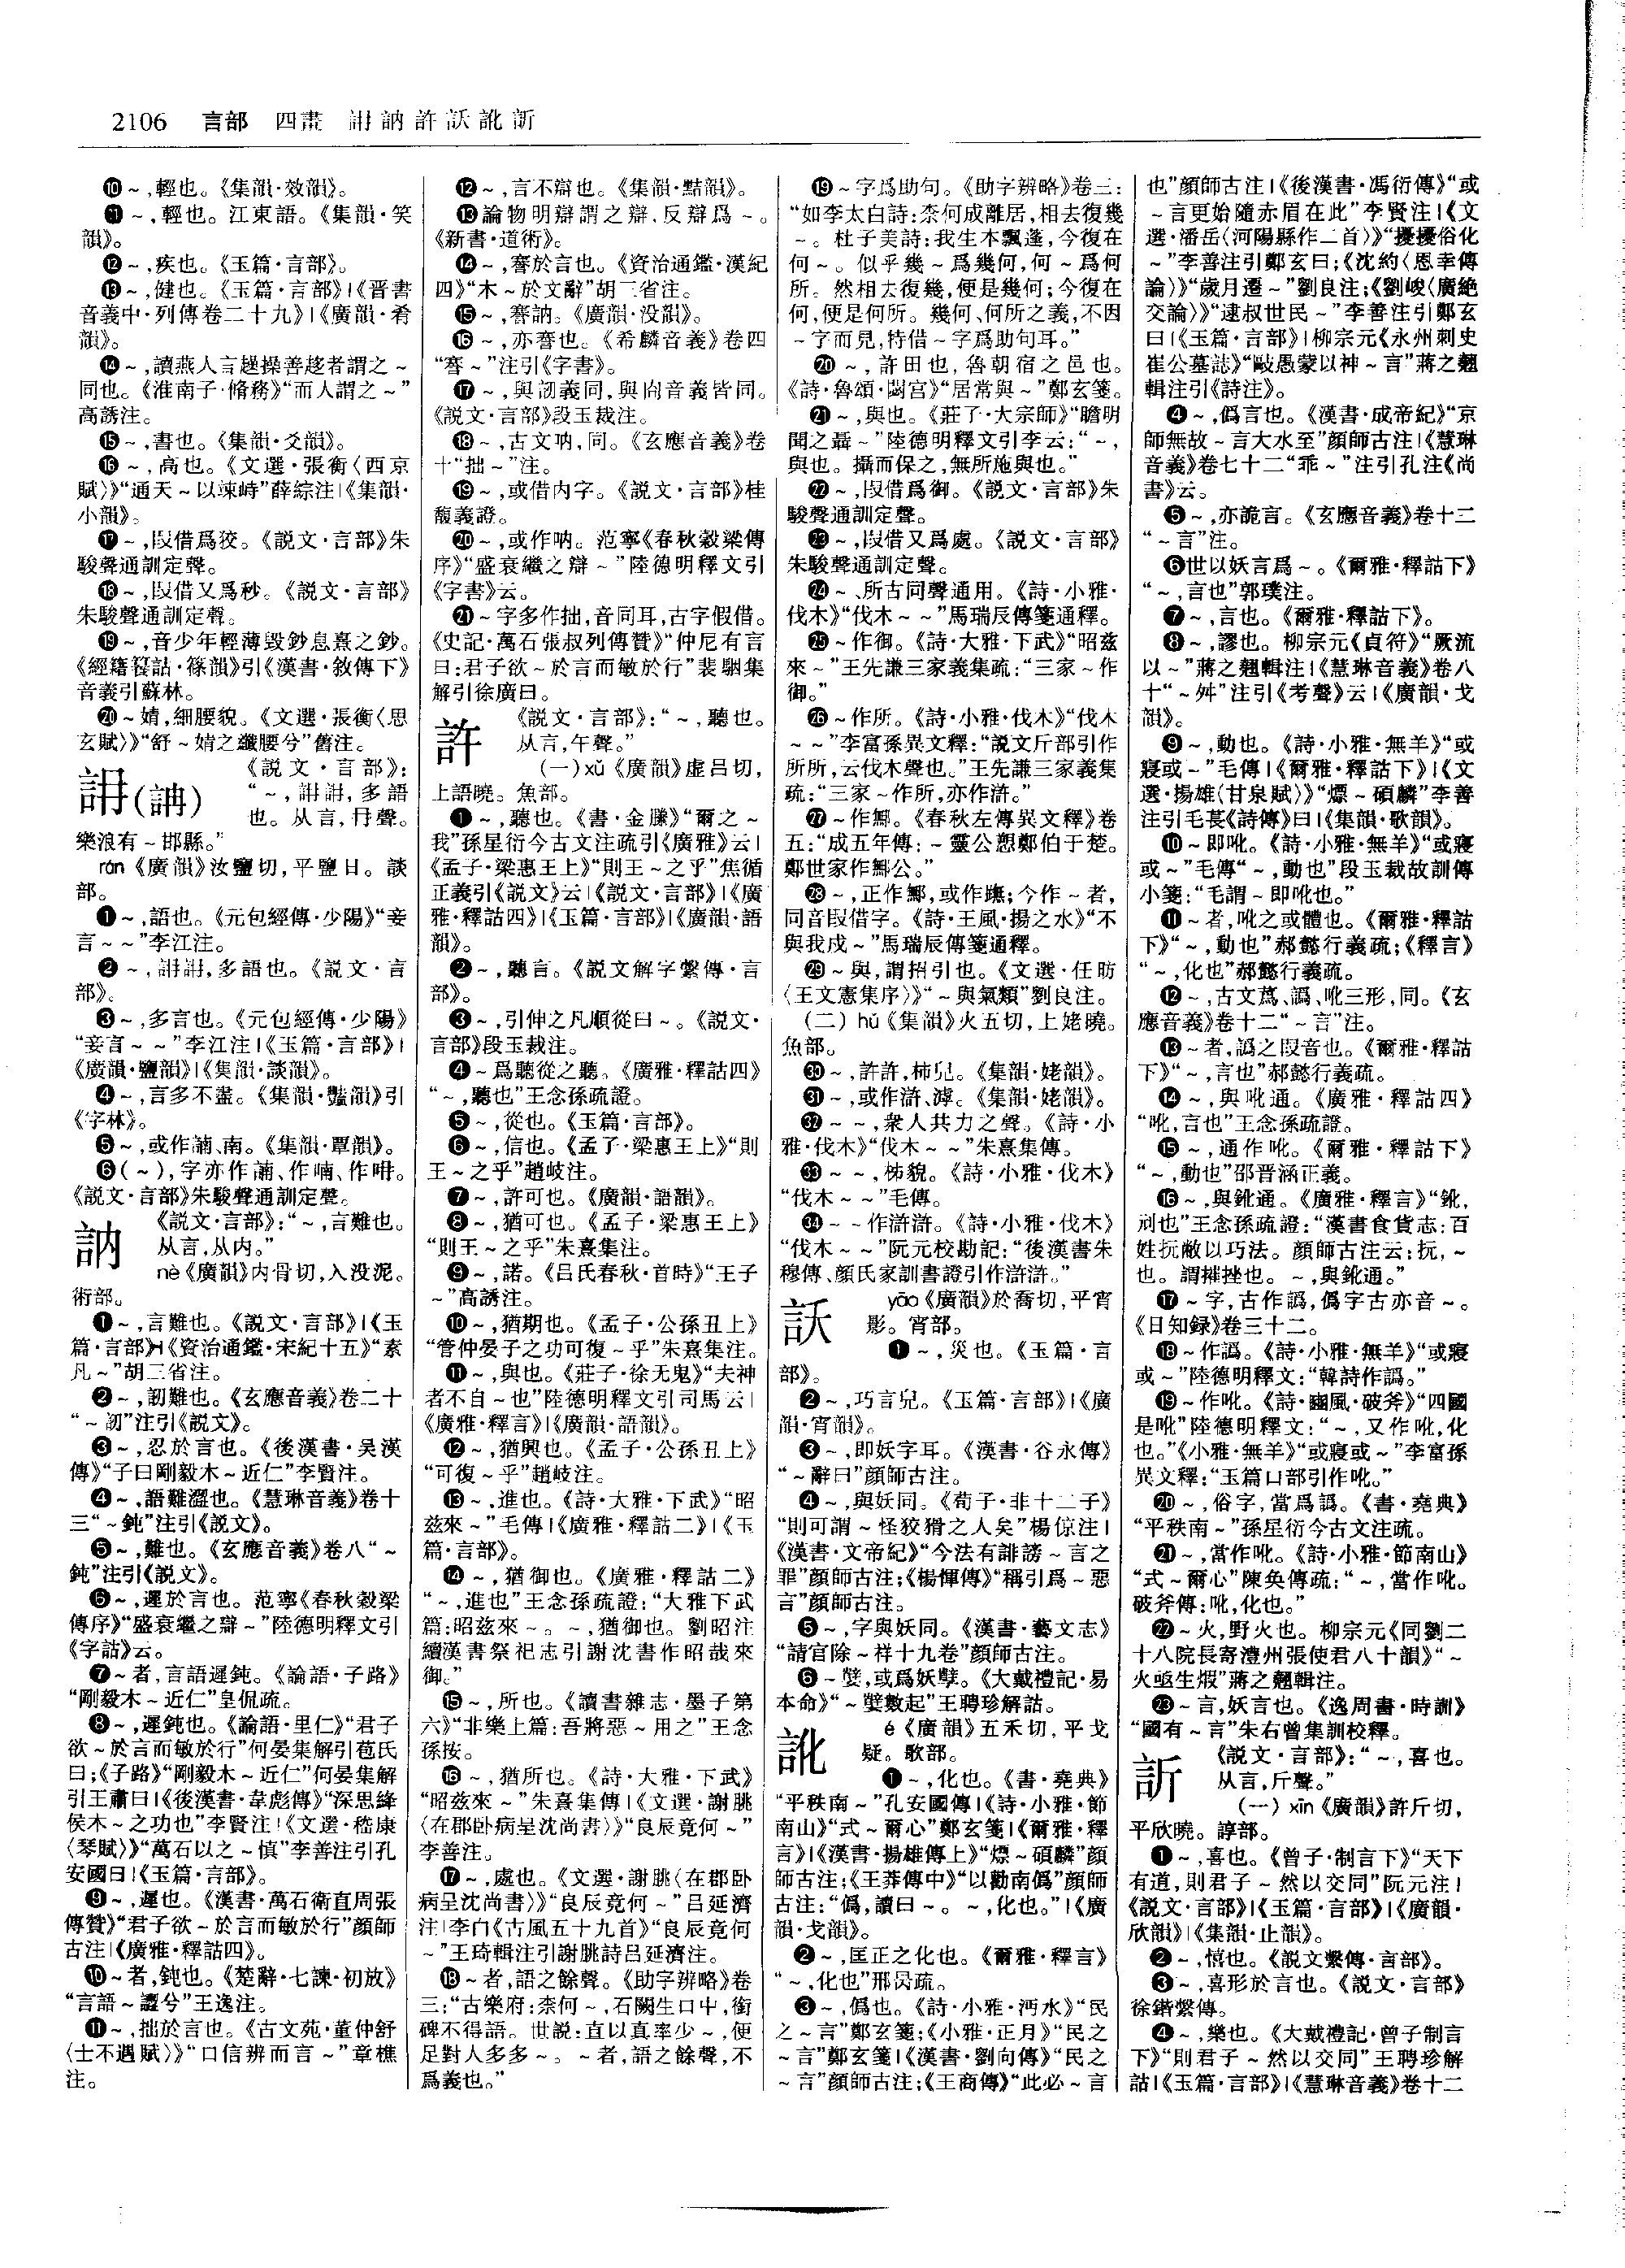 2106 言部 四畫 訷訥許訞訛訢
❿～,輕也。《集韻·效韻》。
⓫～,輕也。江東語。《集韻·笑
韻》。
⓬～,疾也。《玉篇·言部》。
⓭～,健也。《玉篇·言部》|《晋書
音義中·列傳卷二十九》|《廣韻·肴
韻》。
⓮～,讀燕人言趮操善趍者謂之～
同也。《淮南子·脩務》“而人謂之～”
高誘注。
⓯～,書也。《集韻·爻韻》。
⓰～,高也。《文選·張衡〈西京
賦〉》“通天～以竦峙”薛綜注|《集韻·
小韻》。
⓱～,叚借爲狡。《説文·言部》朱
駿聲通訓定聲。
⓲～,叚借又爲秒。《説文·言部》
朱駿聲通訓定聲。
⓳～,音少年輕薄毁鈔息熹之鈔。
《經籍籑詁·篠韻》引《漢書·敘傳下》
音義引蘇林。
⓴～婧,細腰貌。《文選·張衡〈思
玄賦〉》“舒～婧之纖腰兮”舊注。
詽(䛁) 《説文·言部》:
“～,詽詽,多語
也。从言,冄聲。
樂浪有～邯縣。”
rán《廣韻》汝鹽切,平鹽日。談
部。
❶～,語也。《元包經傳·少陽》“妾
言～～”李江注。
❷～,詽詽,多語也。《説文·言
部》。
❸～,多言也。《元包經傳·少陽》
“妾言～～”李江注|《玉篇·言部》|
《廣韻·鹽韻》|《集韻·談韻》。
❹～,言多不盡。《集韻·豔韻》引
《字林》。
❺～,或作諵、南。《集韻·覃韻》。
❻(～),字亦作諵、作喃、作呥。
《説文·言部》朱駿聲通訓定聲。
訥 《説文·言部》:“～,言難也。
从言,从内。”
nè《廣韻》内骨切,入没泥。
術部。
❶～,言難也。《説文·言部》|《玉
篇·言部》|《資治通鑑·宋紀十五》“素
凡～”胡三省注。
❷～,訒難也。《玄應音義》卷二十
“～訒”注引《説文》。
❸～,忍於言也。《後漢書·吴漢
傳》“子曰剛毅木～近仁”李賢注。
❹～,語難澀也。《慧琳音義》卷十
三“～鈍”注引《説文》。
❺～,難也。《玄應音義》卷八“～
鈍”注引《説文》。
❻～,遲於言也。范寧《春秋穀梁
傳序》“盛衰繼之辯～”陸德明釋文引
《字詁》云。
❼～者,言語遲鈍。《論語·子路》
“剛毅木～近仁”皇侃疏。
❽～,遲鈍也。《論語·里仁》“君子
欲～於言而敏於行”何晏集解引苞氏
曰;《子路》“剛毅木～近仁”何晏集解
引王肅曰|《後漢書·韋彪傳》“深思絳
侯木～之功也”李賢注|《文選·嵇康
〈琴賦〉》“萬石以之～慎”李善注引孔
安國曰|《玉篇·言部》。
❾～,遲也。《漢書·萬石衛直周張
傳贊》“君子欲～於言而敏於行”顔師
古注|《廣雅·釋詁四》。
❿～者,鈍也。《楚辭·七諫·初放》
“言語～譅兮”王逸注。
⓫～,拙於言也。《古文苑·董仲舒
〈士不遇賦〉》“口信辨而言～”章樵
注。
⓬～,言不辯也。《集韻·黠韻》。
⓭論物明辯謂之辯,反辯爲～。
《新書·道術》。
⓮～,謇於言也。《資治通鑑·漢紀
四》“木～於文辭”胡三省注。
⓯～,謇訥。《廣韻·没韻》。
⓰～,亦謇也。《希麟音義》卷四
“謇～”注引《字書》。
⓱～,與訒義同,與㕯音義皆同。
《説文·言部》段玉裁注。
⓲～,古文吶,同。《玄應音義》卷
十“拙～”注。
⓳～,或借内字。《説文·言部》桂
馥義證。
⓴～,或作吶。范寧《春秋穀梁傳
序》“盛衰繼之辯～”陸德明釋文引
《字書》云。
㉑～字多作拙,音同耳,古字假借。
《史記·萬石張叔列傳贊》“仲尼有言
曰:君子欲～於言而敏於行”裴駰集
解引徐廣曰。
許 《説文·言部》:“～,聽也。
从言,午聲。”
(一)xǔ《廣韻》虚吕切,
上語曉。魚部。
❶～,聽也。《書·金縢》“爾之～
我”孫星衍今古文注疏引《廣雅》云|
《孟子·梁惠王上》“則王～之乎”焦循
正義引《説文》云|《説文·言部》|《廣
雅·釋詁四》|《玉篇·言部》|《廣韻·語
韻》。
❷～,聽言。《説文解字繫傳·言
部》。
❸～,引伸之凡順從曰～。《説文·
言部》段玉裁注。
❹～爲聽從之聽。《廣雅·釋詁四》
“～,聽也”王念孫疏證。
❺～,從也。《玉篇·言部》。
❻～,信也。《孟子·梁惠王上》“則
王～之乎”趙岐注。
❼～,許可也。《廣韻·語韻》。
❽～,猶可也。《孟子·梁惠王上》
“則王～之乎”朱熹集注。
❾～,諾。《吕氏春秋·首時》“王子
～”高誘注。
❿～,猶期也。《孟子·公孫丑上》
“管仲晏子之功可復～乎”朱熹集注。
⓫～,與也。《莊子·徐无鬼》“夫神
者不自～也”陸德明釋文引司馬云|
《廣雅·釋言》|《廣韻·語韻》。
⓬～,猶興也。《孟子·公孫丑上》
“可復～乎”趙岐注。
⓭～,進也。《詩·大雅·下武》“昭
兹來～”毛傳|《廣雅·釋詁二》|《玉
篇·言部》。
⓮～,猶御也。《廣雅·釋詁二》
“～,進也”王念孫疏證:“大雅下武
篇:昭兹來～。～,猶御也。劉昭注
續漢書祭祀志引謝沈書作昭哉來
御。”
⓯～,所也。《讀書雜志·墨子第
六》“非樂上篇:吾將惡～用之”王念
孫按。
⓰～,猶所也。《詩·大雅·下武》
“昭兹來～”朱熹集傳|《文選·謝朓
〈在郡卧病呈沈尚書〉》“良辰竟何～”
李善注。
⓱～,處也。《文選·謝朓〈在郡卧
病呈沈尚書〉》“良辰竟何～”吕延濟
注|李白《古風五十九首》“良辰竟何
～”王琦輯注引謝朓詩吕延濟注。
⓲～者,語之餘聲。《助字辨略》卷
三:“古樂府:奈何～,石闕生口中,銜
碑不得語。世説:直以真率少～,便
足對人多多～。～者,語之餘聲,不
爲義也。”
⓳～字爲助句。《助字辨略》卷三:
“如李太白詩:奈何成離居,相去復幾
～。杜子美詩:我生本飄蓬,今復在
何～。似乎幾～爲幾何,何～爲何
所。然相去復幾,便是幾何;今復在
何,便是何所。幾何、何所之義,不因
～字而見,特借～字爲助句耳。”
⓴～,許田也,魯朝宿之邑也。
《詩·魯頌·閟宫》“居常與～”鄭玄箋。
㉑～,與也。《莊子·大宗師》“瞻明
聞之聶～”陸德明釋文引李云:“～,
與也。攝而保之,無所施與也。”
㉒～,叚借爲御。《説文·言部》朱
駿聲通訓定聲。
㉓～,叚借又爲處。《説文·言部》
朱駿聲通訓定聲。
㉔～、所古同聲通用。《詩·小雅·
伐木》“伐木～～”馬瑞辰傳箋通釋。
㉕～作御。《詩·大雅·下武》“昭兹
來～”王先謙三家義集疏:“三家～作
御。”
㉖～作所。《詩·小雅·伐木》“伐木
～～”李富孫異文釋:“説文斤部引作
所所,云伐木聲也。”王先謙三家義集
疏:“三家～作所,亦作滸。”
㉗～作鄦。《春秋左傳異文釋》卷
五:“成五年傳:～靈公愬鄭伯于楚。
鄭世家作鄦公。”
㉘～,正作鄦,或作𨞰;今作～者,
同音叚借字。《詩·王風·揚之水》“不
與我戍～”馬瑞辰傳箋通釋。
㉙～與,謂招引也。《文選·任昉
〈王文憲集序〉》“～與氣類”劉良注。
(二)hǔ《集韻》火五切,上姥曉。
魚部。
㉚～,許許,杮皃。《集韻·姥韻》。
㉛～,或作滸、滹。《集韻·姥韻》。
㉜～～,衆人共力之聲。《詩·小
雅·伐木》“伐木～～”朱熹集傳。
㉝～～,杮貌。《詩·小雅·伐木》
“伐木～～”毛傳。
㉞～～作滸滸。《詩·小雅·伐木》
“伐木～～”阮元校勘記:“後漢書朱
穆傳、顔氏家訓書證引作滸滸。”
訞 yāo《廣韻》於喬切,平宵
影。宵部。
❶～,災也。《玉篇·言
部》。
❷～,巧言皃。《玉篇·言部》|《廣
韻·宵韻》。
❸～,即妖字耳。《漢書·谷永傳》
“～辭曰”顔師古注。
❹～,與妖同。《荀子·非十二子》
“則可謂～怪狡猾之人矣”楊倞注|
《漢書·文帝紀》“今法有誹謗～言之
罪”顔師古注;《楊惲傳》“稱引爲～惡
言”顔師古注。
❺～,字與妖同。《漢書·藝文志》
“請官除～祥十九卷”顔師古注。
❻～孼,或爲妖孽。《大戴禮記·易
本命》“～孼數起”王聘珍解詁。
訛 é《廣韻》五禾切,平戈
疑。歌部。
❶～,化也。《書·堯典》
“平秩南～”孔安國傳|《詩·小雅·節
南山》“式～爾心”鄭玄箋|《爾雅·釋
言》|《漢書·揚雄傳上》“熛～碩麟”顔
師古注;《王莽傳中》“以勸南僞”顔師
古注:“僞,讀曰～。～,化也。”|《廣
韻·戈韻》。
❷～,匡正之化也。《爾雅·釋言》
“～,化也”邢昺疏。
❸～,僞也。《詩·小雅·沔水》“民
之～言”鄭玄箋;《小雅·正月》“民之
～言”鄭玄箋|《漢書·劉向傳》“民之
～言”顔師古注;《王商傳》“此必～言
也”顔師古注|《後漢書·馮衍傳》“或
～言更始隨赤眉在此”李賢注|《文
選·潘岳〈河陽縣作二首〉》“擾擾俗化
～”李善注引鄭玄曰;《沈約〈恩幸傳
論〉》“歲月遷～”劉良注;《劉峻〈廣絶
交論〉》“逮叔世民～”李善注引鄭玄
曰|《玉篇·言部》|柳宗元《永州刺史
崔公墓誌》“敺愚蒙以神～言”蔣之翹
輯注引《詩注》。
❹～,僞言也。《漢書·成帝紀》“京
師無故～言大水至”顔師古注|《慧琳
音義》卷七十二“乖～”注引孔注《尚
書》云。
❺～,亦詭言。《玄應音義》卷十二
“～言”注。
❻世以妖言爲～。《爾雅·釋詁下》
“～,言也”郭璞注。
❼～,言也。《爾雅·釋詁下》。
❽～,謬也。柳宗元《貞符》“厥流
以～”蔣之翹輯注|《慧琳音義》卷八
十“～舛”注引《考聲》云|《廣韻·戈
韻》。
❾～,動也。《詩·小雅·無羊》“或
寢或～”毛傳|《爾雅·釋詁下》|《文
選·揚雄〈甘泉賦〉》“熛～碩麟”李善
注引毛萇《詩傳》曰|《集韻·歌韻》。
❿～即吪。《詩·小雅·無羊》“或寢
或～”毛傳“～,動也”段玉裁故訓傳
小箋:“毛謂～即吪也。”
⓫～者,吪之或體也。《爾雅·釋詁
下》“～,動也”郝懿行義疏;《釋言》
“～,化也”郝懿行義疏。
⓬～,古文蒍、譌、吪三形,同。《玄
應音義》卷十二“～言”注。
⓭～者,譌之叚音也。《爾雅·釋詁
下》“～,言也”郝懿行義疏。
⓮～,與吪通。《廣雅·釋詁四》
“吪,言也”王念孫疏證。
⓯～,通作吪。《爾雅·釋詁下》
“～,動也”邵晋涵正義。
⓰～,與鈋通。《廣雅·釋言》“鈋,
刓也”王念孫疏證:“漢書食貨志:百
姓抏敝以巧法。顔師古注云:抏,～
也。謂摧挫也。～,與鈋通。”
⓱～字,古作譌,僞字古亦音～。
《日知録》卷三十二。
⓲～作譌。《詩·小雅·無羊》“或寢
或～”陸德明釋文:“韓詩作譌。”
⓳～作吪。《詩·豳風·破斧》“四國
是吪”陸德明釋文:“～,又作吪,化
也。”《小雅·無羊》“或寢或～”李富孫
異文釋:“玉篇口部引作吪。”
⓴～,俗字,當爲譌。《書·堯典》
“平秩南～”孫星衍今古文注疏。
㉑～,當作吪。《詩·小雅·節南山》
“式～爾心”陳奂傳疏:“～,當作吪。
破斧傳:吪,化也。”
㉒～火,野火也。柳宗元《同劉二
十八院長寄澧州張使君八十韻》“～
火亟生煆”蔣之翹輯注。
㉓～言,妖言也。《逸周書·時訓》
“國有～言”朱右曾集訓校釋。
訢 《説文·言部》:“～,喜也。
从言,斤聲。”
(一)xīn《廣韻》許斤切,
平欣曉。諄部。
❶～,喜也。《曾子·制言下》“天下
有道,則君子～然以交同”阮元注|
《説文·言部》|《玉篇·言部》|《廣韻·
欣韻》|《集韻·止韻》。
❷～,憘也。《説文繫傳·言部》。
❸～,喜形於言也。《説文·言部》
徐鍇繫傳。
❹～,樂也。《大戴禮記·曾子制言
下》“則君子～然以交同”王聘珍解
詁|《玉篇·言部》|《慧琳音義》卷十二